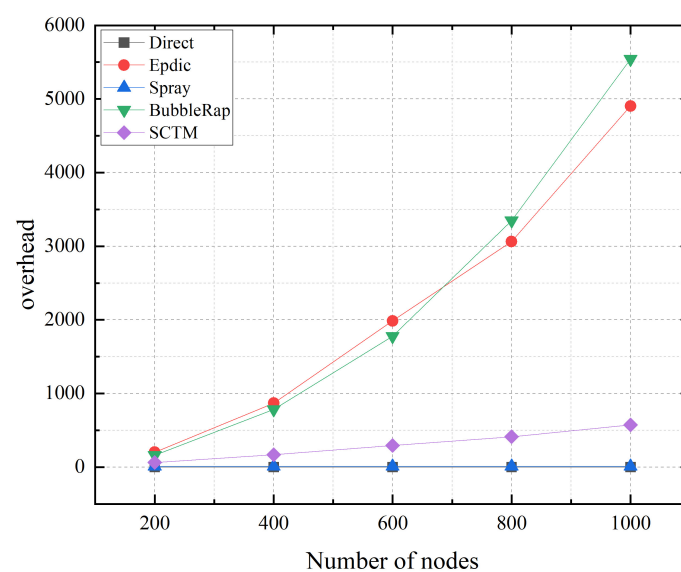 6000
5000
4000
3000
2000
1000
0
overhead
Direct
Epdic
Spray
BubbleRap
SCTM
200 400 600 800 1000
Number of nodes